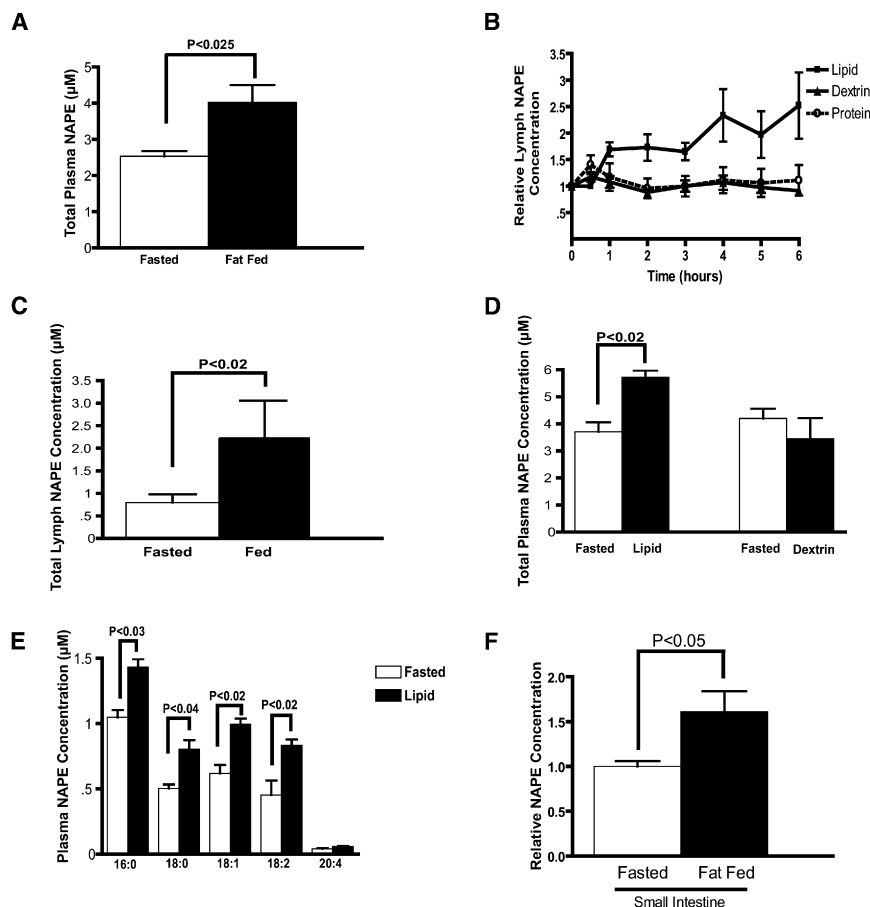 A
P<0.025
Total Plasma NAPE (µM)
5
4
3
2
1
0
Fasted
Fat Fed
B
Relative Lymph NAPE
Concentration
3.5
3.5
2.5
2
1.5
1
.5
0
1
2
3
4
5
6
Time (hours)
Lipid
Dextrin
Protein
C
P<0.02
Total Lymph NAPE Concentration (µM)
3.5
3.0
2.5
2.0
1.5
1
.5
0
Fasted
Fed
D
P<0.02
Total Plasma NAPE Concentration (µM)
6
5
4
3
2
1
0
Fasted
Lipid
Fasted
Dextrin
E
Plasma NAPE Concentration (µM)
1.5
1
.5
0
P<0.03
P<0.04
P<0.02
P<0.02
16:0
18:0
18:1
18:2
20:4
Fasted
Lipid
F
P<0.05
Relative NAPE Concentration
2.0
1.5
1.0
0.5
0.0
Fasted
Fat Fed
Small Intestine